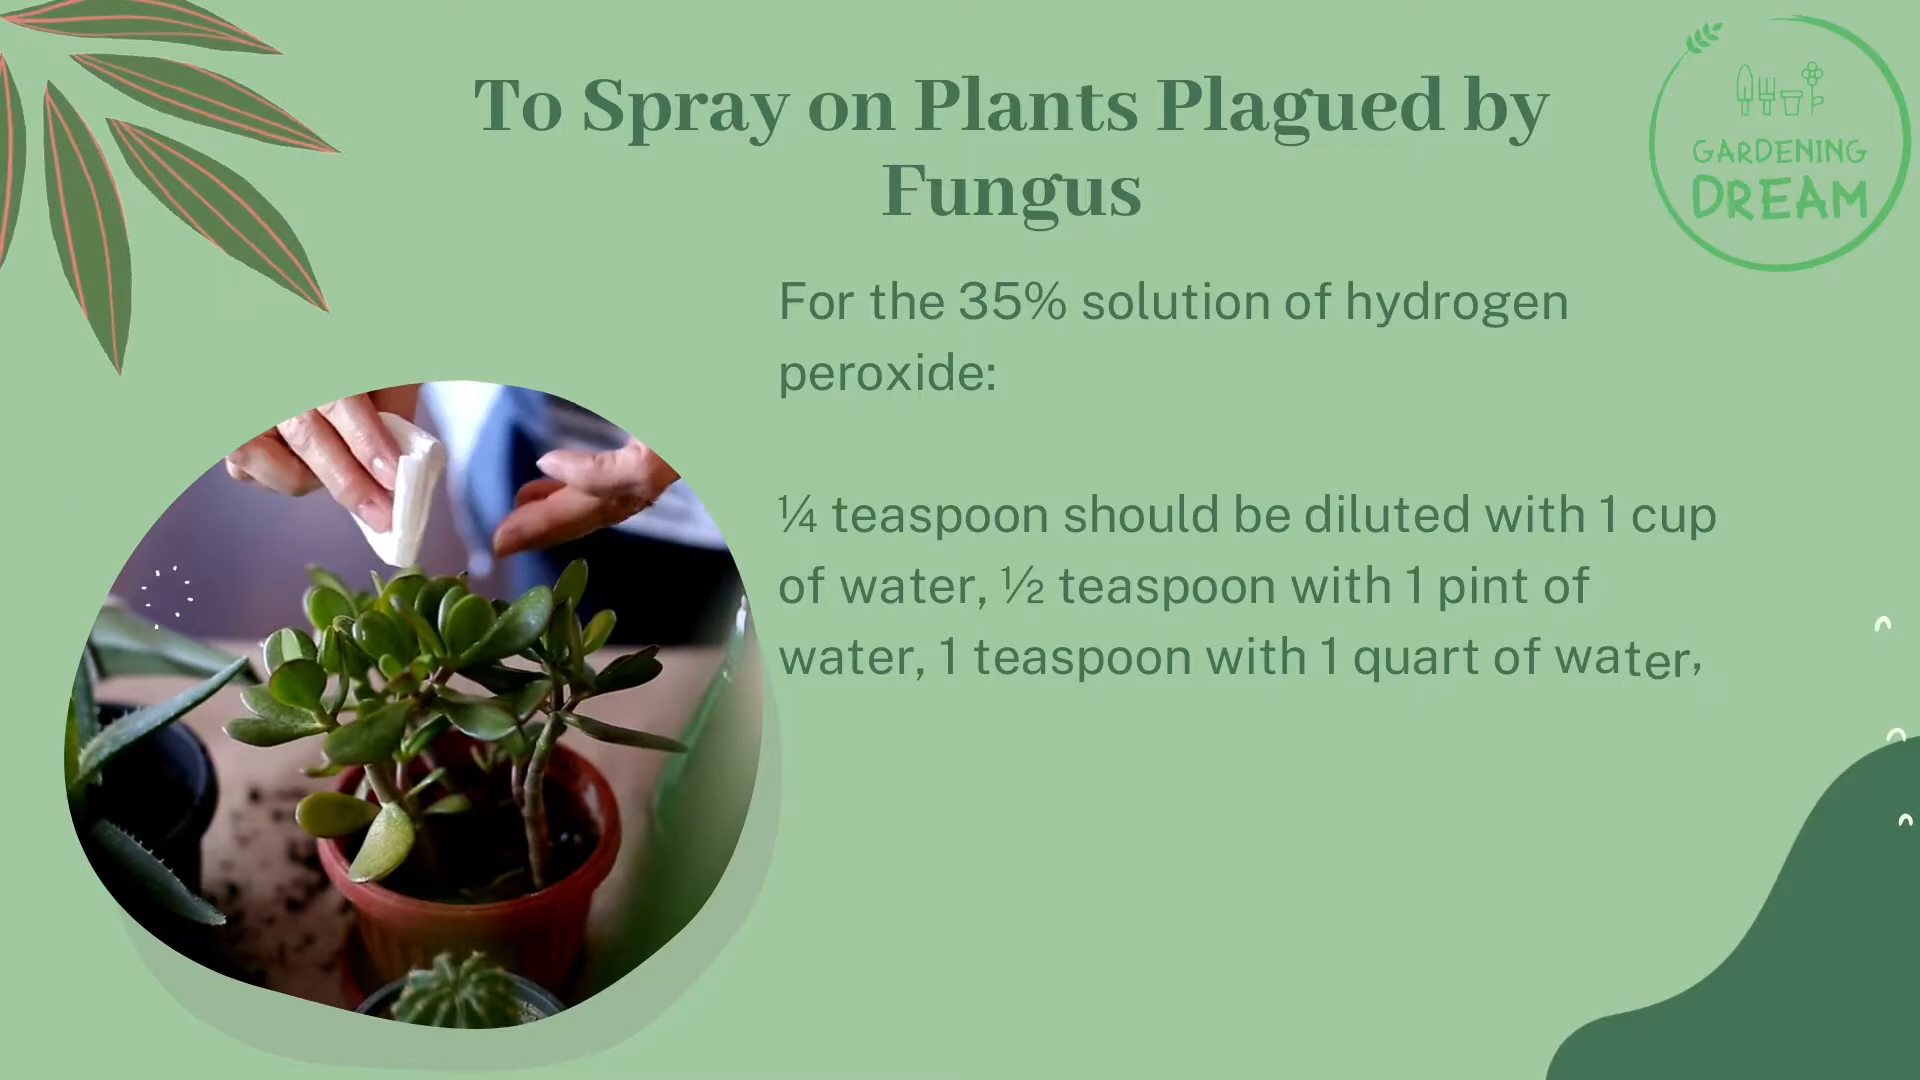 To Spray on Plants Plagued by
Fungus
GARDENING
DREAM
For the 35% solution of hydrogen
peroxide:
¼ teaspoon should be diluted with 1 cup
of water, ½ teaspoon with 1 pint of
water, 1 teaspoon with 1 quart of water,